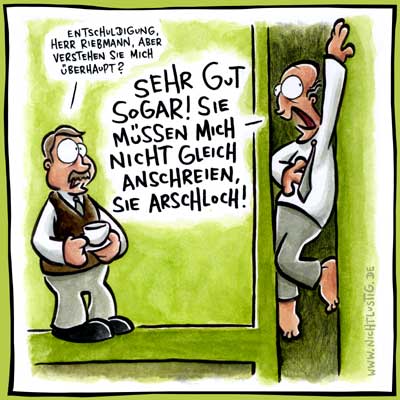 ENTSCHULDIGUNG,
HERR RIEBMANN, ABER
VERSTEHEN SIE MICH
ÜBERHAUPT?
SEHR GUT
SOGAR! SIE
MÜSSEN MICH
NICHT GLEICH
ANSCHREIEN,
SIE ARSCHLOCH!
WWW.NICHTLUSTIG.DE